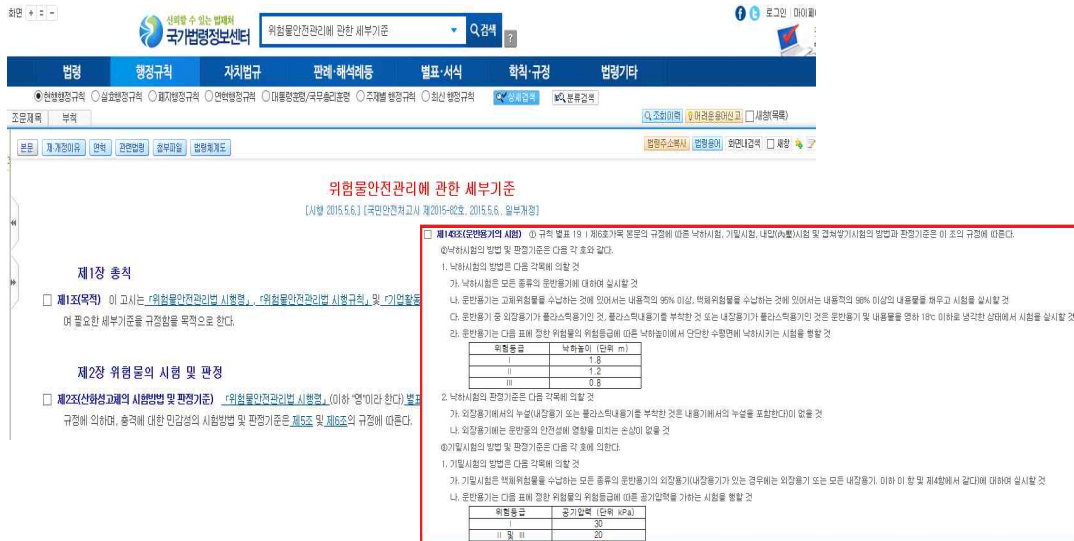 화면 + = -
신뢰할 수 있는 법제처
국가법령정보센터
위험물안전관리에 관한 세부기준
검색
?
로그인 마이페
법령 행정규칙 자치법규 판례·해석례등 별표·서식 학칙·규정 법령기타
현행행정규칙 실효행정규칙 폐지행정규칙 연혁행정규칙 대통령훈령/국무총리훈령 주제별 행정규칙 최신 행정규칙 상세검색 분류검색
조문제목 부칙
조회이력 어려운용어신고 새창(목록)
본문 제·개정이유 연혁 관련법령 첨부파일 법령체계도
법령주소복사 법령용어 화면내검색 새창
위험물안전관리에 관한 세부기준
[시행 2015.5.6.] [국민안전처고시 제2015-82호, 2015.5.6., 일부개정]
제1장 총칙
제1조(목적) 이 고시는 「위험물안전관리법 시행령」, 「위험물안전관리법 시행규칙」 및 「기업활동
여 필요한 세부기준을 규정함을 목적으로 한다.
제2장 위험물의 시험 및 판정
제2조(산화성고체의 시험방법 및 판정기준) 「위험물안전관리법 시행령」(이하 "영"이라 한다) 별표
규정에 의하며, 충격에 대한 민감성의 시험방법 및 판정기준은 제5조 및 제6조의 규정에 따른다.
제143조(운반용기의 시험) ① 규칙 별표 19. Ⅰ 제6호가목 본문의 규정에 따른 낙하시험, 기밀시험, 내압(內壓)시험 및 겹쳐쌓기시험의 방법과 판정기준은 이 조의 규정에 따른다.
②낙하시험의 방법 및 판정기준은 다음 각 호와 같다.
1. 낙하시험의 방법은 다음 각목에 의할 것
가. 낙하시험은 모든 종류의 운반용기에 대하여 실시할 것
나. 운반용기는 고체위험물을 수납하는 것에 있어서는 내용적의 95% 이상, 액체위험물을 수납하는 것에 있어서는 내용적의 98% 이상의 내용물을 채우고 시험을 실시할 것
다. 운반용기 중 외장용기가 플라스틱용기인 것, 플라스틱내용기를 부착한 것 또는 내장용기가 플라스틱용기인 것은 운반용기 및 내용물을 영하 18℃ 이하로 냉각한 상태에서 시험을 실시할 것
라. 운반용기는 다음 표에 정한 위험물의 위험등급에 따른 낙하높이에서 단단한 수평면에 낙하시키는 시험을 행할 것
위험등급 낙하높이 (단위 m)
Ⅰ 1.8
Ⅱ 1.2
Ⅲ 0.8
2. 낙하시험의 판정기준은 다음 각목에 의할 것
가. 외장용기에서의 누설(내장용기 또는 플라스틱내용기를 부착한 것은 내용기에서의 누설을 포함한다)이 없을 것
나. 외장용기에는 운반중의 안전성에 영향을 미치는 손상이 없을 것
③기밀시험의 방법 및 판정기준은 다음 각 호에 의한다.
1. 기밀시험의 방법은 다음 각목에 의할 것
가. 기밀시험은 액체위험물을 수납하는 모든 종류의 운반용기의 외장용기(내장용기가 있는 경우에는 외장용기 또는 모든 내장용기. 이하 이 항 및 제4항에서 같다)에 대하여 실시할 것
나. 운반용기는 다음 표에 정한 위험물의 위험등급에 따른 공기압력을 가하는 시험을 행할 것
위험등급 공기압력 (단위 kPa)
Ⅰ 30
Ⅱ 및 Ⅲ 20